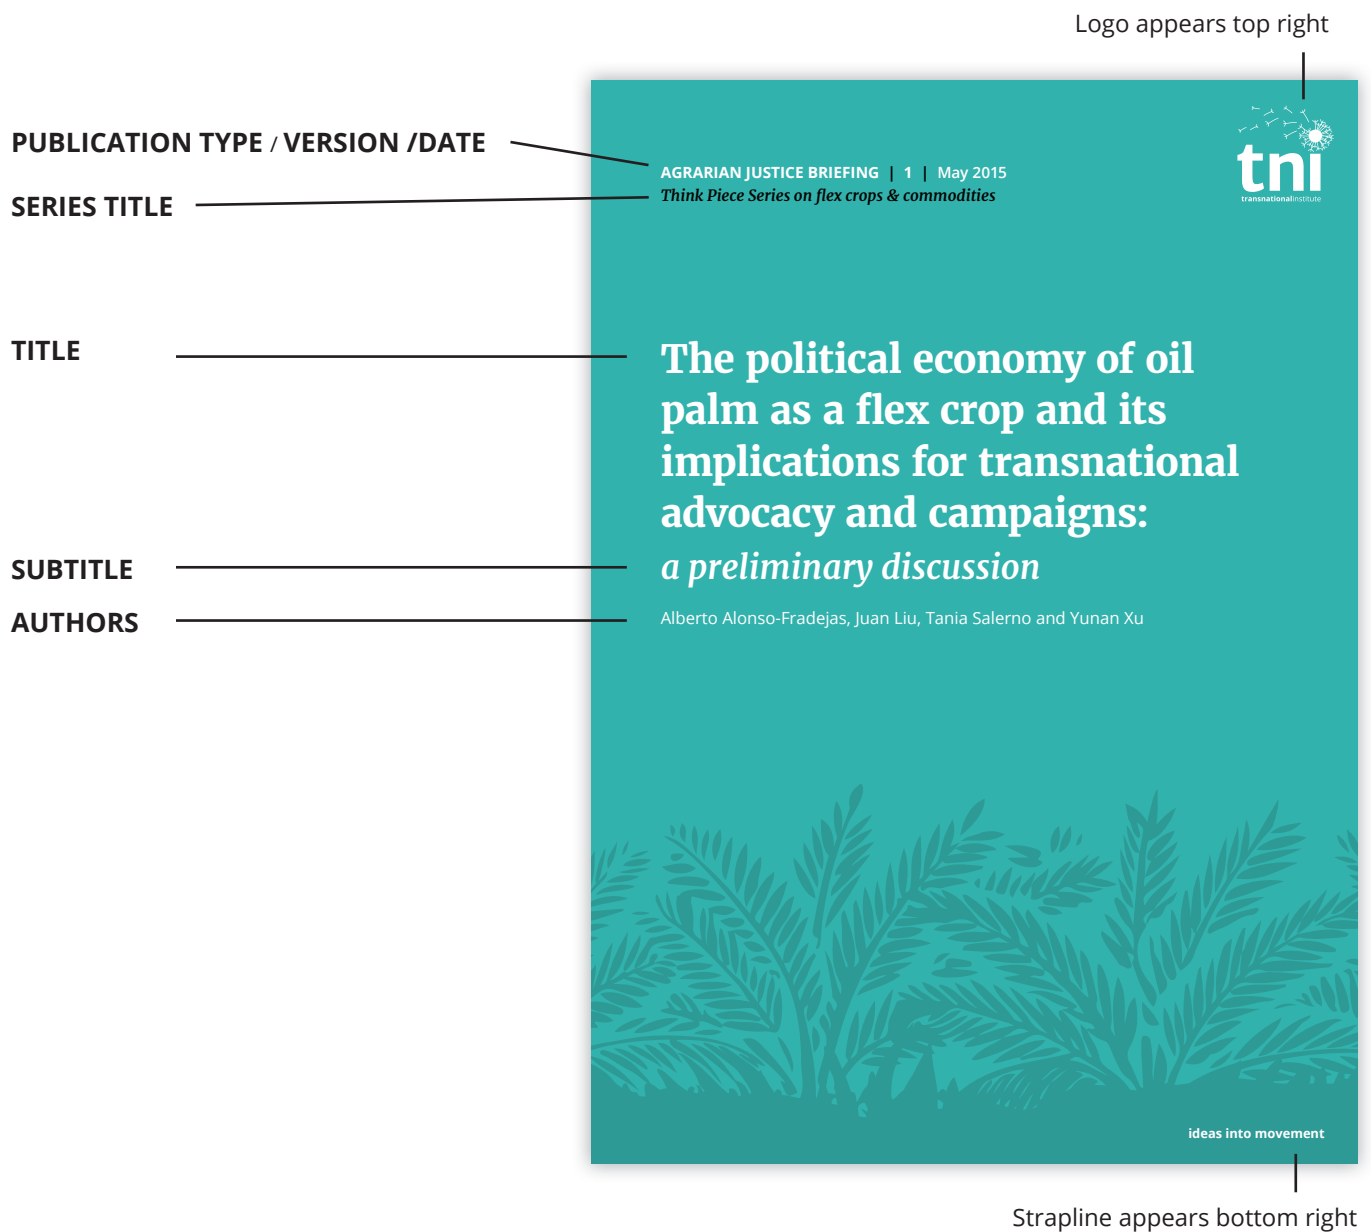 Logo appears top right
PUBLICATION TYPE / VERSION /DATE
SERIES TITLE
TITLE
SUBTITLE
AUTHORS
AGRARIAN JUSTICE BRIEFING | 1 | May 2015
Think Piece Series on flex crops & commodities
tni
transnationalinstitute
The political economy of oil
palm as a flex crop and its
implications for transnational
advocacy and campaigns:
a preliminary discussion
Alberto Alonso-Fradejas, Juan Liu, Tania Salerno and Yunan Xu
ideas into movement
Strapline appears bottom right